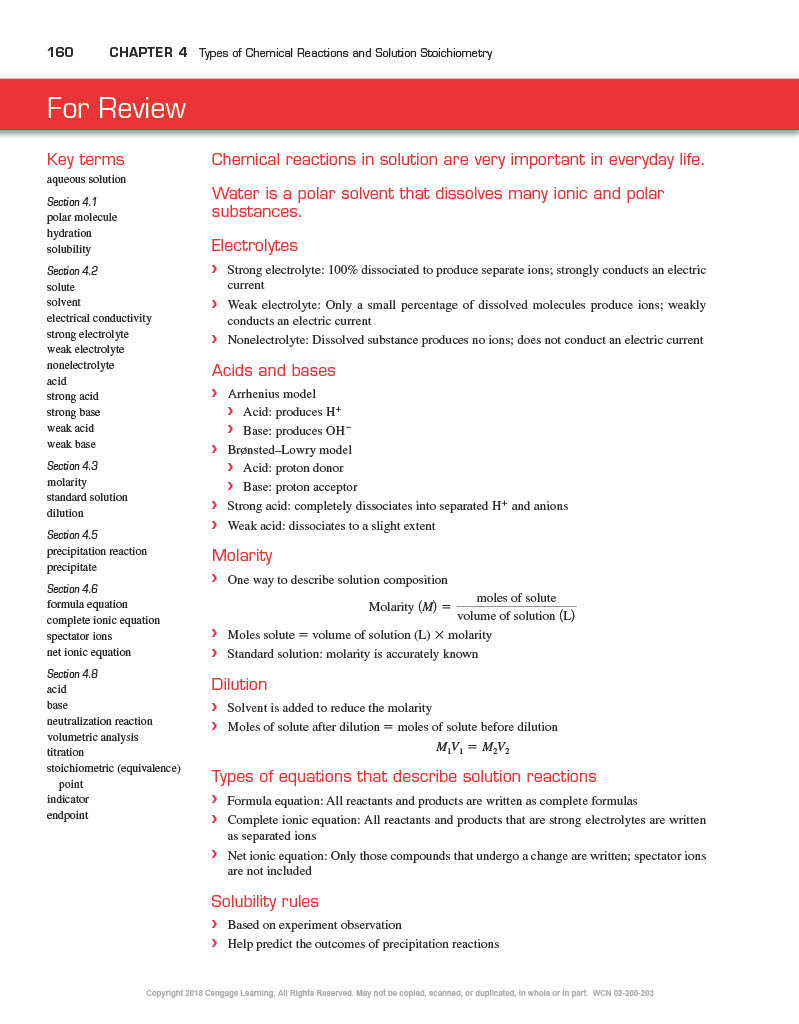 160 CHAPTER 4 Types of Chemical Reactions and Solution Stoichiometry
For Review
Key terms
aqueous solution
Section 4.1
polar molecule
hydration
solubility
Section 4.2
solute
solvent
electrical conductivity
strong electrolyte
weak electrolyte
nonelectrolyte
acid
strong acid
strong base
weak acid
weak base
Section 4.3
molarity
standard solution
dilution
Section 4.5
precipitation reaction
precipitate
Section 4.6
formula equation
complete ionic equation
spectator ions
net ionic equation
Section 4.8
acid
base
neutralization reaction
volumetric analysis
titration
stoichiometric (equivalence)
point
indicator
endpoint
Chemical reactions in solution are very important in everyday life.
Water is a polar solvent that dissolves many ionic and polar
substances.
Electrolytes
› Strong electrolyte: 100% dissociated to produce separate ions; strongly conducts an electric
current
› Weak electrolyte: Only a small percentage of dissolved molecules produce ions; weakly
conducts an electric current
› Nonelectrolyte: Dissolved substance produces no ions; does not conduct an electric current
Acids and bases
› Arrhenius model
› Acid: produces H⁺
› Base: produces OH⁻
› Brønsted–Lowry model
› Acid: proton donor
› Base: proton acceptor
› Strong acid: completely dissociates into separated H⁺ and anions
› Weak acid: dissociates to a slight extent
Molarity
› One way to describe solution composition
Molarity (M) = moles of solute / volume of solution (L)
› Moles solute = volume of solution (L) × molarity
› Standard solution: molarity is accurately known
Dilution
› Solvent is added to reduce the molarity
› Moles of solute after dilution = moles of solute before dilution
M₁V₁ = M₂V₂
Types of equations that describe solution reactions
› Formula equation: All reactants and products are written as complete formulas
› Complete ionic equation: All reactants and products that are strong electrolytes are written
as separated ions
› Net ionic equation: Only those compounds that undergo a change are written; spectator ions
are not included
Solubility rules
› Based on experiment observation
› Help predict the outcomes of precipitation reactions
Copyright 2018 Cengage Learning. All Rights Reserved. May not be copied, scanned, or duplicated, in whole or in part. WCN 02-200-203